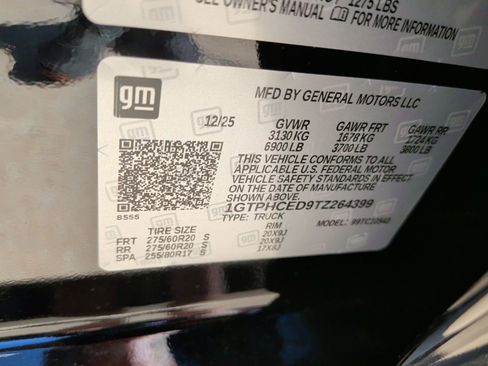 1275 LBS
SEE OWNER'S MANUAL FOR MORE INFORMATION
gm
MFD BY GENERAL MOTORS LLC
12/25 GVWR GAWR FRT GAWR RR
3130 KG 1678 KG 1724 KG
6900 LB 3700 LB 3800 LB
THIS VEHICLE CONFORMS TO ALL
APPLICABLE U.S. FEDERAL MOTOR
VEHICLE SAFETY STANDARDS IN
EFFECT ON THE DATE OF MANUFACTURE
SHOWN ABOVE.
1GTPHCED9TZ264399
TYPE: TRUCK
8555
TIRE SIZE RIM
FRT 275/60R20 S 20X9J
RR 275/60R20 S 20X9J
SPA 255/80R17 S 17X8J